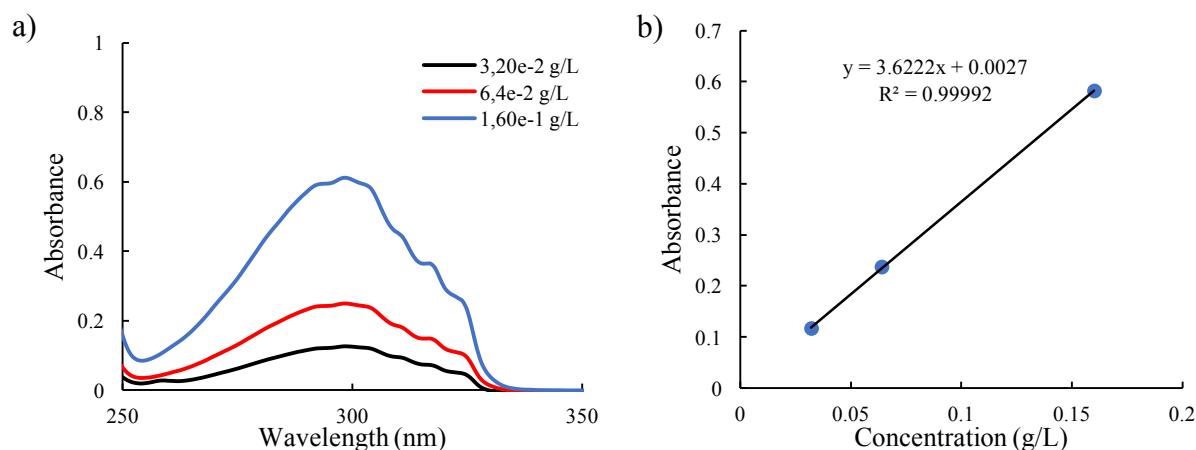 a)
1
0.8
0.6
0.4
0.2
0
Absorbance
3,20e-2 g/L
6,4e-2 g/L
1,60e-1 g/L
250
300
350
Wavelength (nm)
b)
0.7
0.6
0.5
0.4
0.3
0.2
0.1
0
Absorbance
y = 3.6222x + 0.0027
R² = 0.99992
0
0.05
0.1
0.15
0.2
Concentration (g/L)